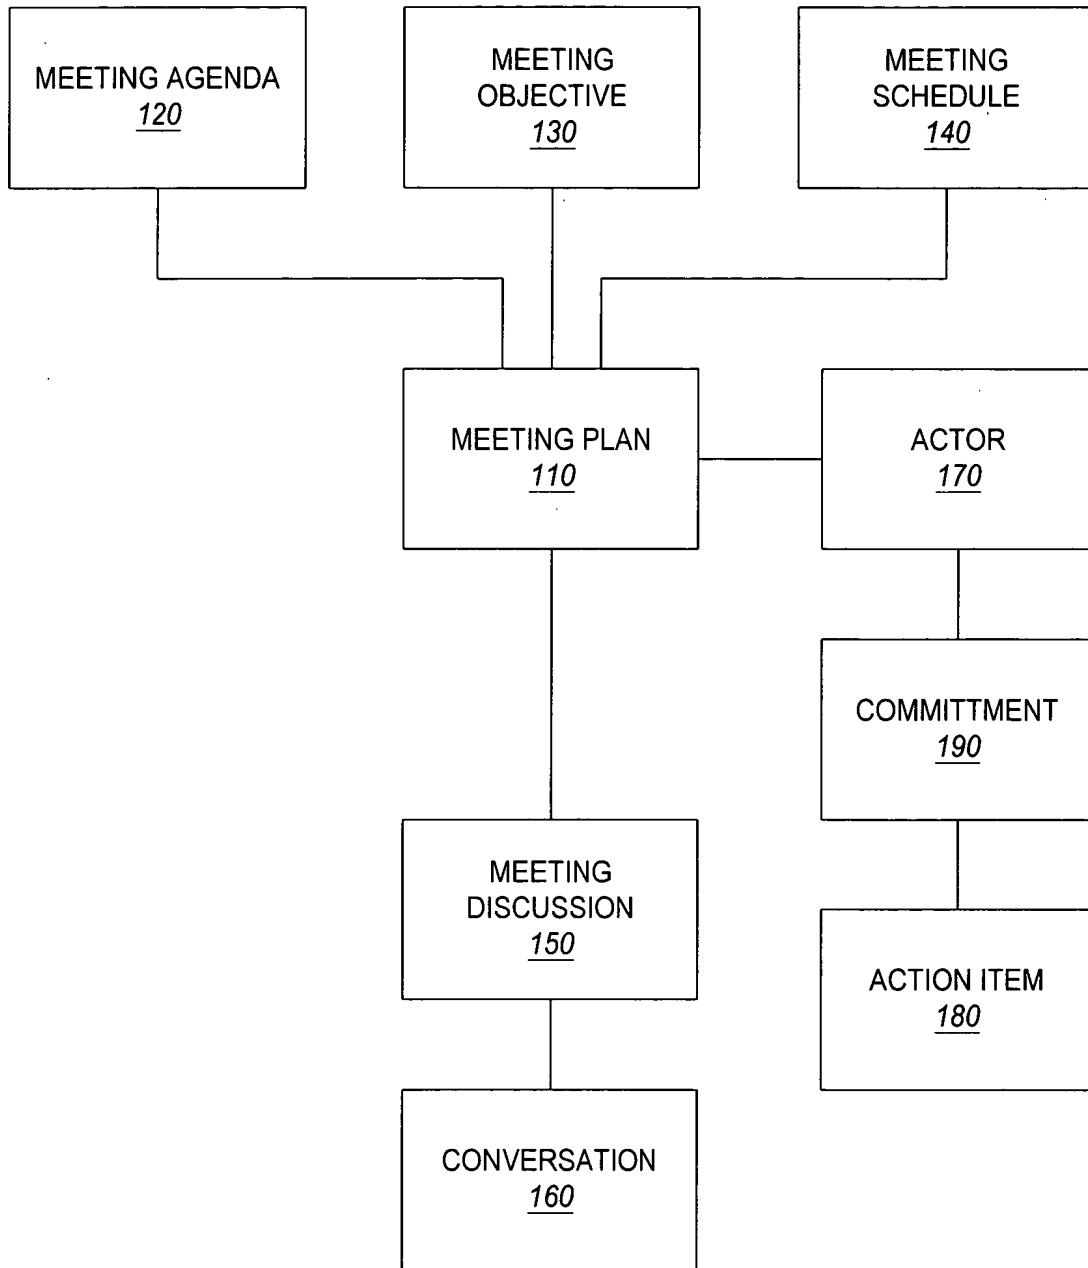 MEETING AGENDA
120
MEETING
OBJECTIVE
130
MEETING
SCHEDULE
140
MEETING PLAN
110
ACTOR
170
COMMITTMENT
190
MEETING
DISCUSSION
150
ACTION ITEM
180
CONVERSATION
160